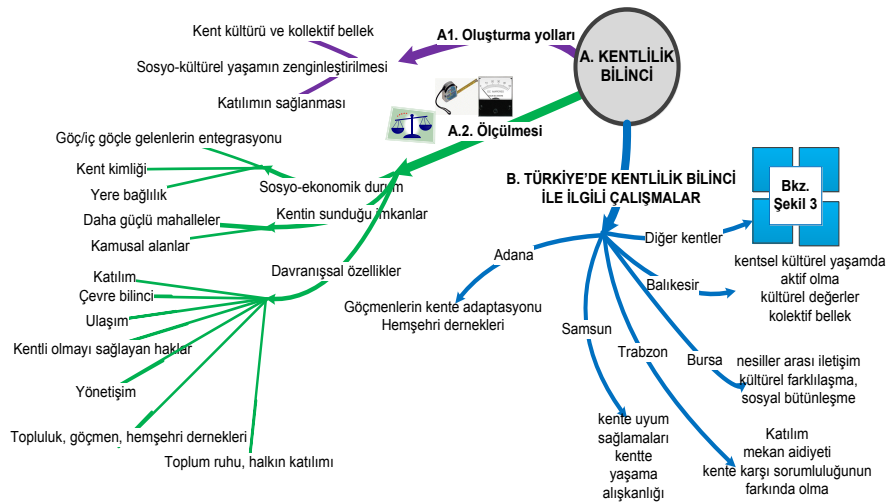 A. KENTLİLİK
BİLİNCİ
A1. Oluşturma yolları
Kent kültürü ve kollektif bellek
Sosyo-kültürel yaşamın zenginleştirilmesi
Katılımın sağlanması
A.2. Ölçülmesi
Göç/iç göçle gelenlerin entegrasyonu
Kent kimliği
Yere bağlılık
Sosyo-ekonomik durum
Daha güçlü mahalleler
Kentin sunduğu imkanlar
Kamusal alanlar
Davranışsal özellikler
Katılım
Çevre bilinci
Ulaşım
Kentli olmayı sağlayan haklar
Yönetişim
Topluluk, göçmen, hemşehri dernekleri
Toplum ruhu, halkın katılımı
B. TÜRKİYE’DE KENTLİLİK BİLİNCİ
İLE İLGİLİ ÇALIŞMALAR
Bkz.
Şekil 3
Diğer kentler
Adana
Göçmenlerin kente adaptasyonu
Hemşehri dernekleri
Balıkesir
kentsel kültürel yaşamda
aktif olma
kültürel değerler
kolektif bellek
Samsun
kente uyum
sağlamaları
kentte
yaşama
alışkanlığı
Trabzon
Katılım
mekan aidiyeti
kente karşı sorumluluğunun
farkında olma
Bursa
nesiller arası iletişim
kültürel farklılaşma,
sosyal bütünleşme